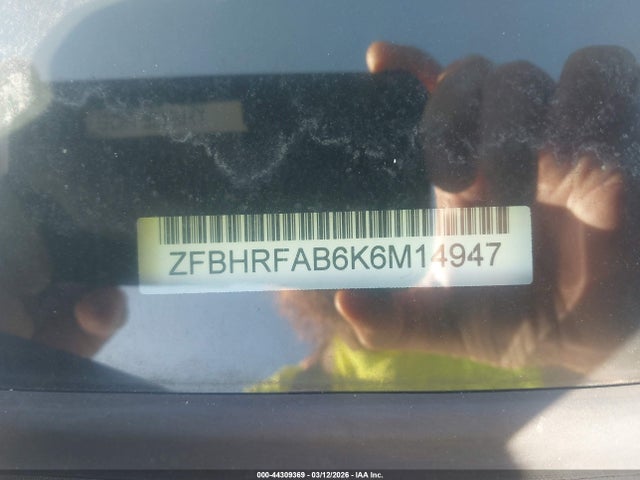 ZFBHRFAB6K6M14947
000-44309369 - 03/12/2026 - IAA Inc.